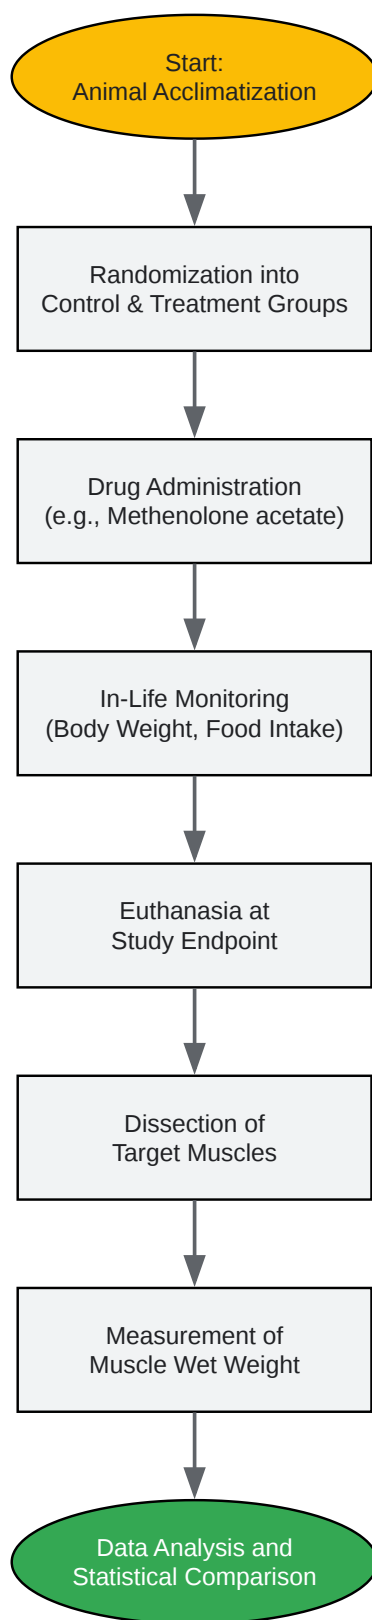 Start:
Animal Acclimatization
Randomization into
Control & Treatment Groups
Drug Administration
(e.g., Methenolone acetate)
In-Life Monitoring
(Body Weight, Food Intake)
Euthanasia at
Study Endpoint
Dissection of
Target Muscles
Measurement of
Muscle Wet Weight
Data Analysis and
Statistical Comparison